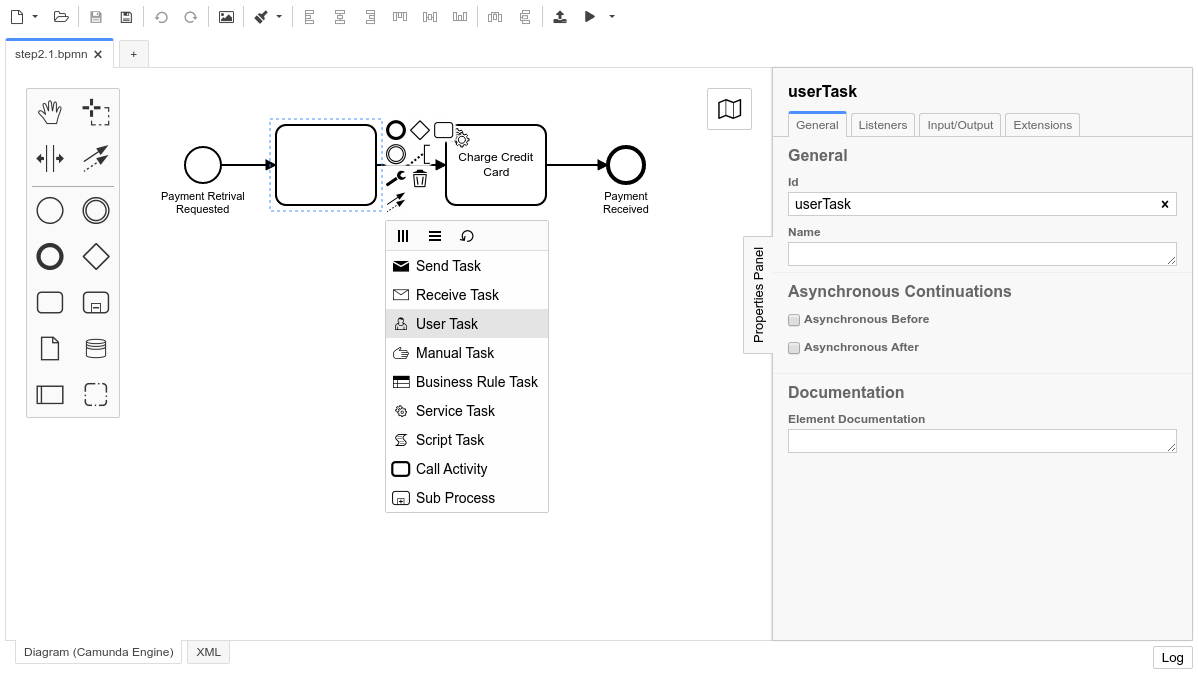 step2.1.bpmn
+
Payment Retrival
Requested
Charge Credit
Card
Payment
Received
Send Task
Receive Task
User Task
Manual Task
Business Rule Task
Service Task
Script Task
Call Activity
Sub Process
Properties Panel
userTask
General
Listeners
Input/Output
Extensions
General
Id
userTask
Name
Asynchronous Continuations
Asynchronous Before
Asynchronous After
Documentation
Element Documentation
Diagram (Camunda Engine)
XML
Log